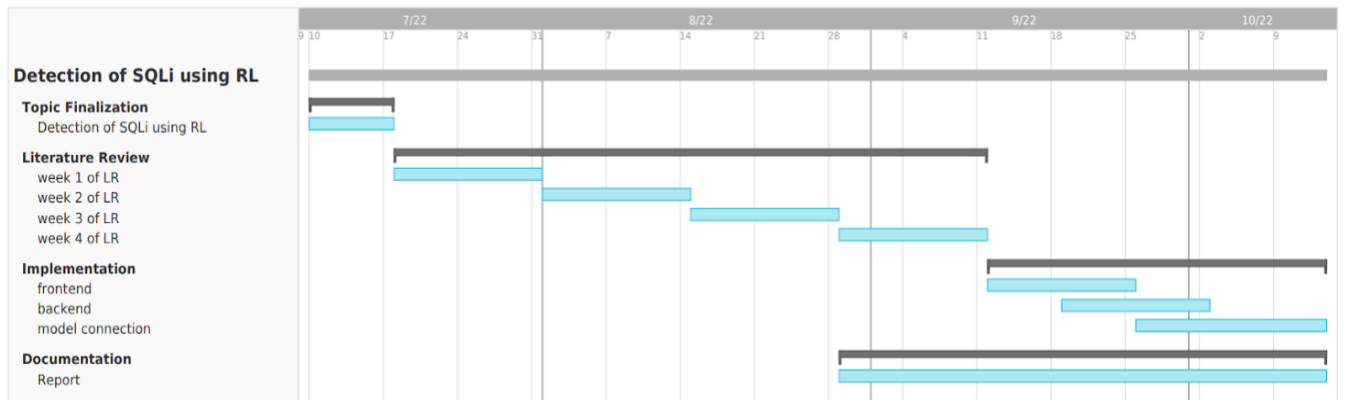 7/22 8/22 9/22 10/22
9 10 17 24 31 7 14 21 28 4 11 18 25 2 9
Detection of SQLi using RL
Topic Finalization
Detection of SQLi using RL
Literature Review
week 1 of LR
week 2 of LR
week 3 of LR
week 4 of LR
Implementation
frontend
backend
model connection
Documentation
Report